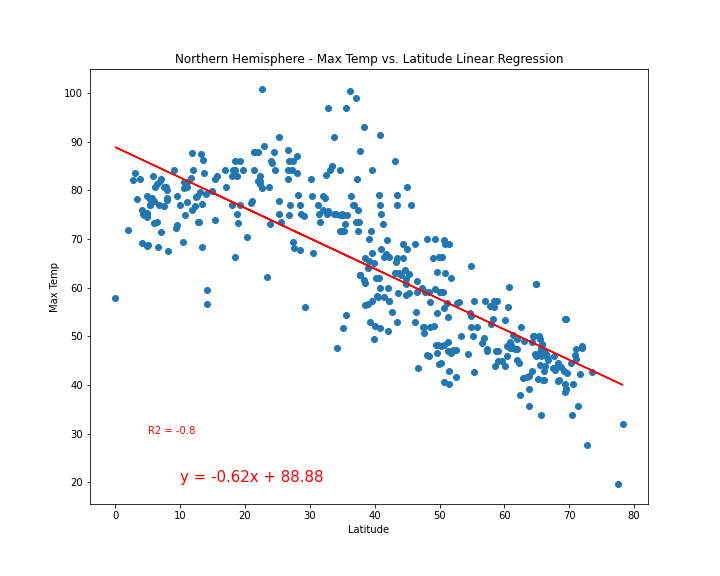 Northern Hemisphere - Max Temp vs. Latitude Linear Regression
Max Temp
100
90
80
70
60
50
40
30
20
R2 = -0.8
y = -0.62x + 88.88
0 10 20 30 40 50 60 70 80
Latitude